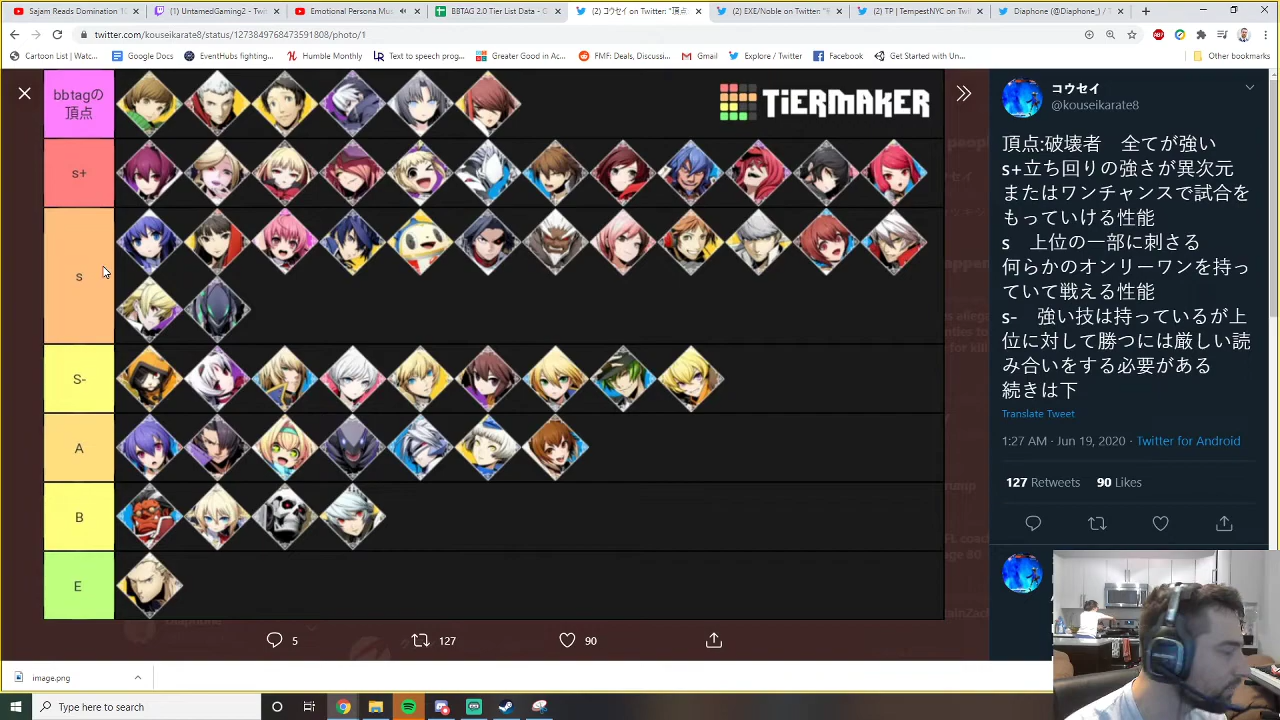 Sajam Reads Domination 10
(1) UntamedGaming2 - Twi
Emotional Persona Mus
BBTAG 2.0 Tier List Data - G
(2) コウセイ on Twitter: "頂点
(2) EXE/Noble on Twitter: "
(2) TP | TempestNYC on Twi
Diaphone (@Diaphone_) / T
twitter.com/kouseikarate8/status/1273849768473591808/photo/1
Cartoon List | Wat...
Google Docs
EventHubs fighting...
Humble Monthly
Text to speech progr...
Greater Good in Ac...
FMF: Deals, Discussi...
Gmail
Explore / Twitter
Facebook
Get Started with Un...
Other bookmarks
bbtagの
頂点
TiERMAKER
s+
s
S-
A
B
E
コウセイ
@kouseikarate8
頂点:破壊者　全てが強い
s+立ち回りの強さが異次元
またはワンチャンスで試合を
もっていける性能
s　上位の一部に刺さる
何らかのオンリーワンを持っ
ていて戦える性能
s-　強い技は持っているが上
位に対して勝つには厳しい読
み合いをする必要がある
続きは下
Translate Tweet
1:27 AM · Jun 19, 2020 · Twitter for Android
127 Retweets 90 Likes
5
127
90
image.png
Type here to search